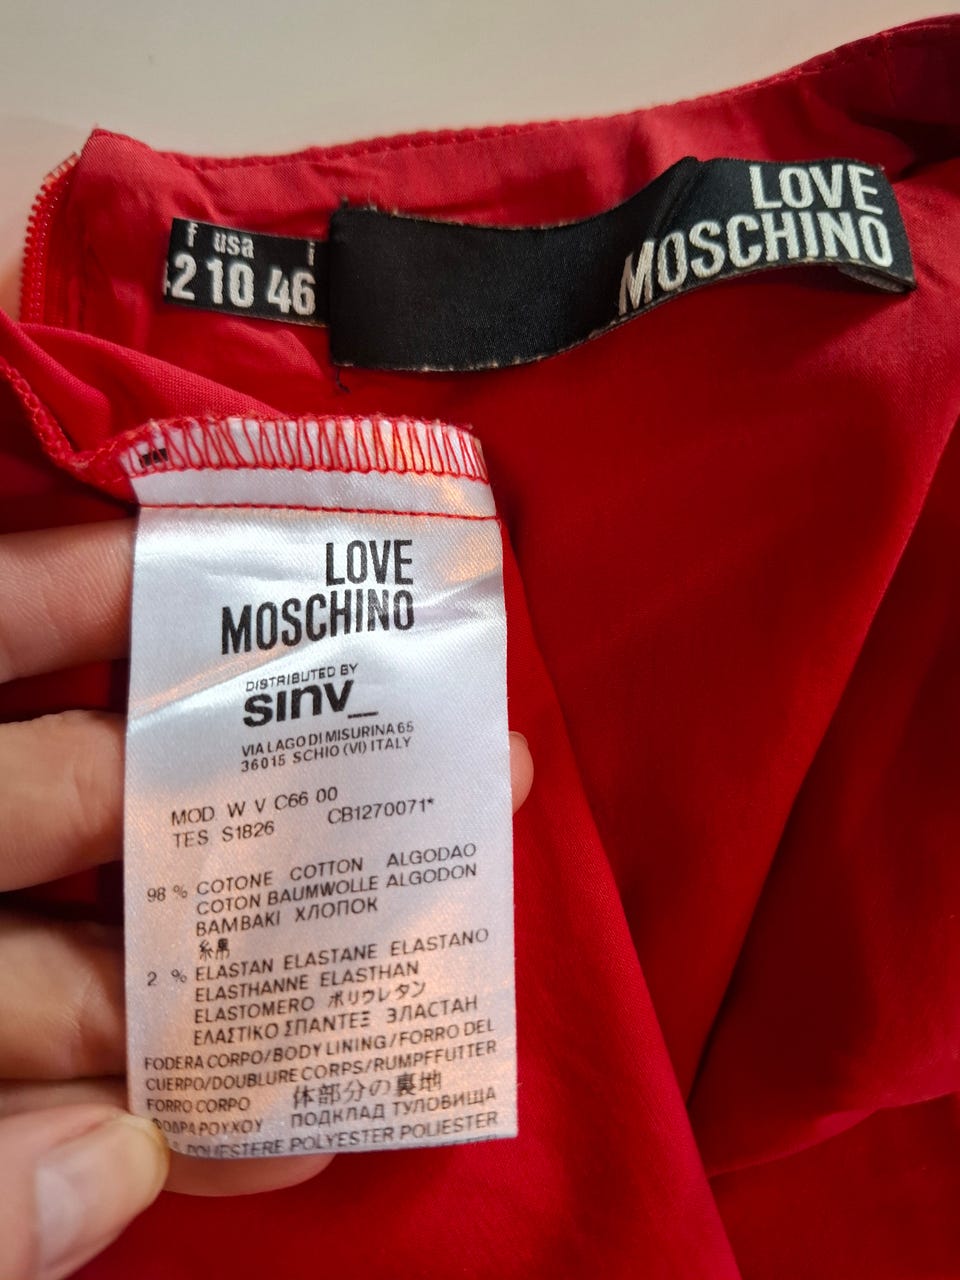 LOVE
MOSCHINO
f usa i
42 10 46
LOVE
MOSCHINO
DISTRIBUTED BY
sinv_
VIA LAGO DI MISURINA 65
36015 SCHIO (VI) ITALY
MOD. W V C66 00
TES. S1826 CB1270071*
98 % COTONE COTTON ALGODAO
COTON BAUMWOLLE ALGODON
BAMBAKI ХЛОПОК
2 % ELASTAN ELASTANE ELASTANO
ELASTHANNE ELASTHAN
ELASTOMERO ポリウレタン
ΕΛΑΣΤΙΚΟ ΣΠΑΝΤΕΞ ЭЛАСТАН
FODERA CORPO/BODY LINING/FORRO DEL
CUERPO/DOUBLURE CORPS/RUMPFFUTTER
FORRO CORPO 体部分の裏地
ΦΟΔΡΑ ΡΟΥΧΟΥ ПОДКЛАД ТУЛОВИЩА
POLIESTERE POLYESTER POLIESTER